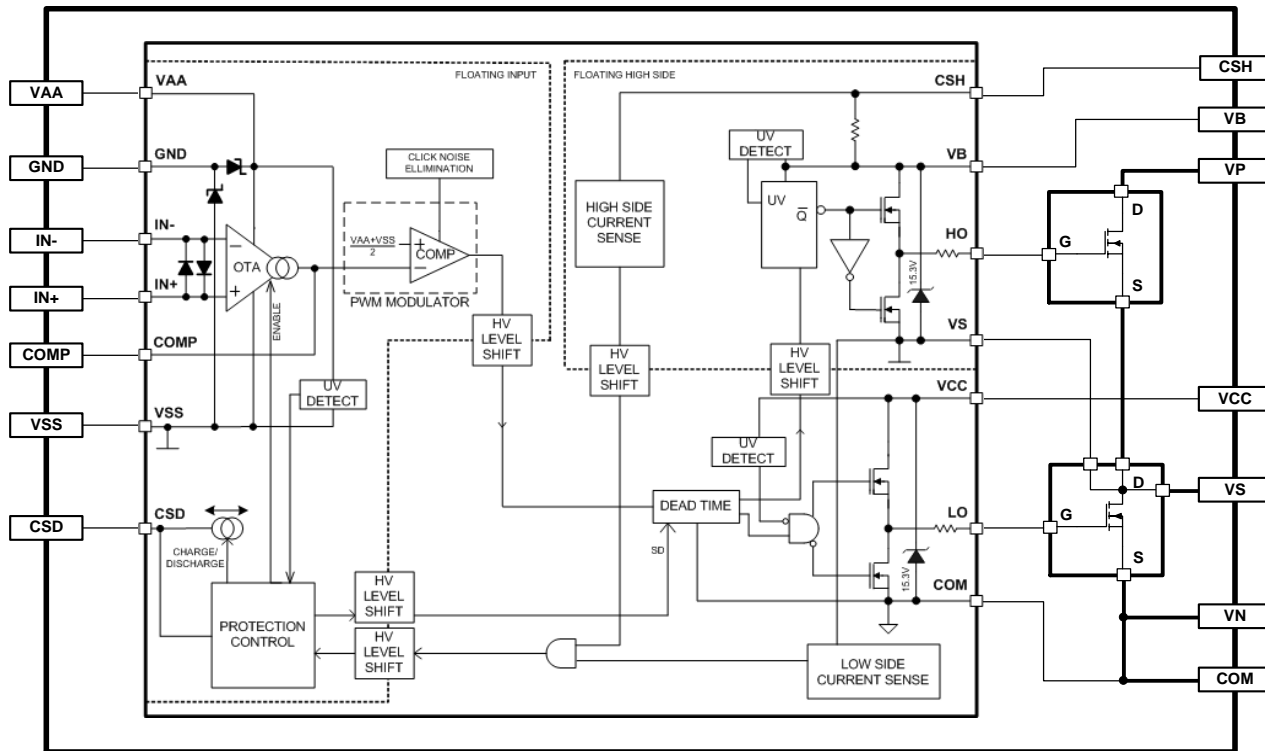 VAA
GND
IN-
IN+
COMP
VSS
CSD
FLOATING INPUT
VAA
GND
IN-
IN+
COMP
VSS
CSD
OTA
ENABLE
CLICK NOISE
ELLIMINATION
VAA+VSS
2
COMP
PWM MODULATOR
HV
LEVEL
SHIFT
UV
DETECT
CHARGE/
DISCHARGE
PROTECTION
CONTROL
HV
LEVEL
SHIFT
HV
LEVEL
SHIFT
FLOATING HIGH SIDE
HIGH SIDE
CURRENT
SENSE
UV
DETECT
UV
Q
15.3V
HV
LEVEL
SHIFT
HV
LEVEL
SHIFT
CSH
VB
HO
VS
VCC
UV
DETECT
DEAD TIME
SD
LO
15.3V
COM
LOW SIDE
CURRENT SENSE
D
G
S
D
G
S
CSH
VB
VP
VCC
VS
VN
COM